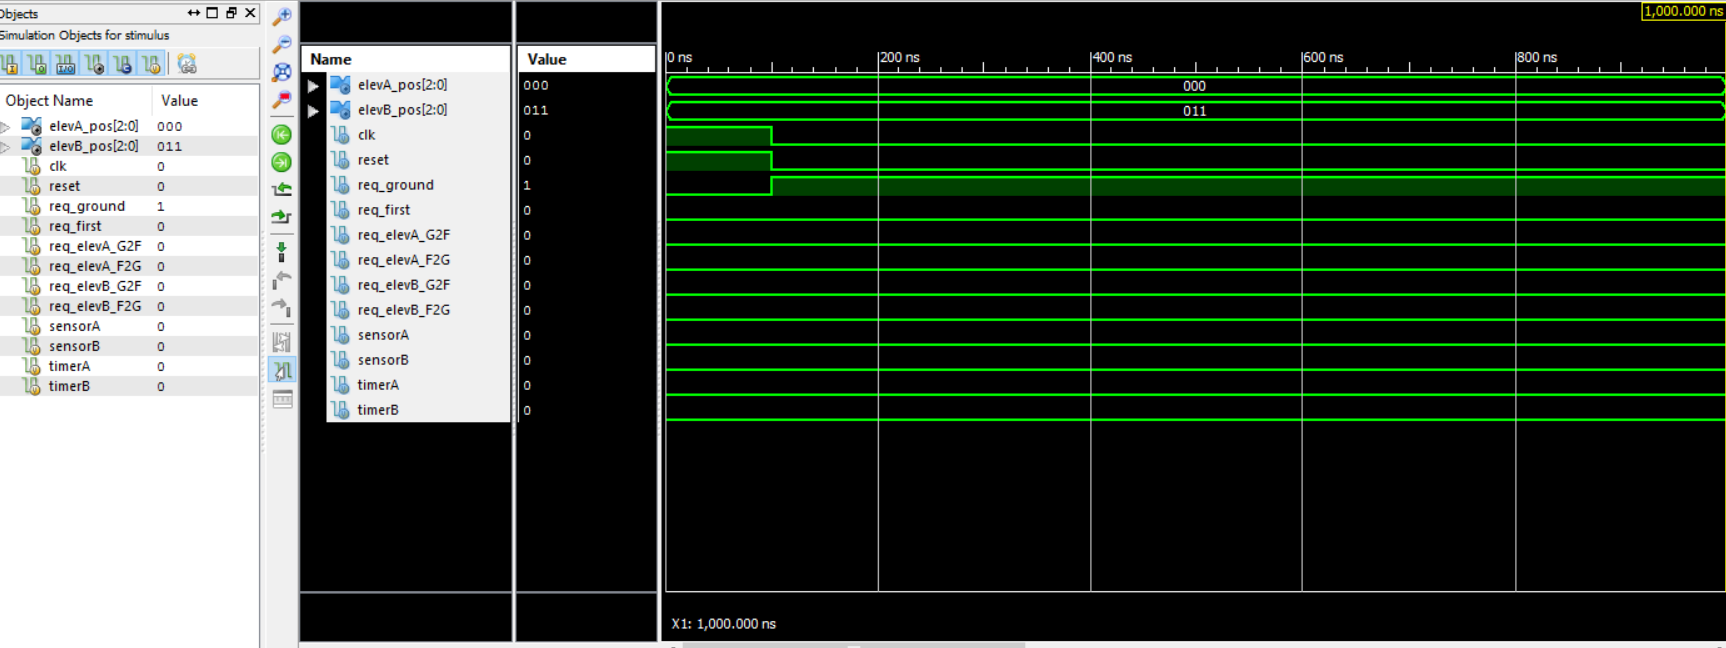 Objects
Simulation Objects for stimulus
Object Name Value
elevA_pos[2:0] 000
elevB_pos[2:0] 011
clk 0
reset 0
req_ground 1
req_first 0
req_elevA_G2F 0
req_elevA_F2G 0
req_elevB_G2F 0
req_elevB_F2G 0
sensorA 0
sensorB 0
timerA 0
timerB 0
Name Value
elevA_pos[2:0] 000
elevB_pos[2:0] 011
clk 0
reset 0
req_ground 1
req_first 0
req_elevA_G2F 0
req_elevA_F2G 0
req_elevB_G2F 0
req_elevB_F2G 0
sensorA 0
sensorB 0
timerA 0
timerB 0
1,000.000 ns
0 ns 200 ns 400 ns 600 ns 800 ns
000
011
X1: 1,000.000 ns